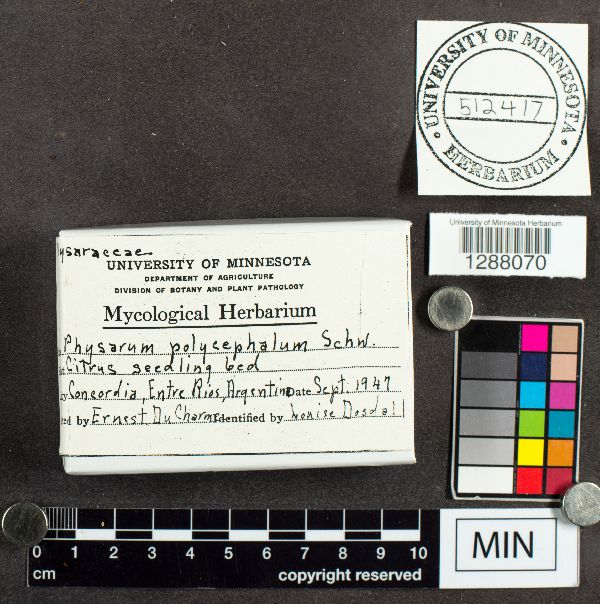 UNIVERSITY OF MINNESOTA
512417
HERBARIUM
University of Minnesota Herbarium
1288070
ysaraceae
UNIVERSITY OF MINNESOTA
DEPARTMENT OF AGRICULTURE
DIVISION OF BOTANY AND PLANT PATHOLOGY
Mycological Herbarium
Physarum polycephalum Schw.
Citrus seedling bed
Concordia, Entre Rios, Argentina Date Sept. 1947
ed by Ernest Du Charme Identified by Louise Dosdall
0 1 2 3 4 5 6 7 8 9 10
cm copyright reserved
MIN